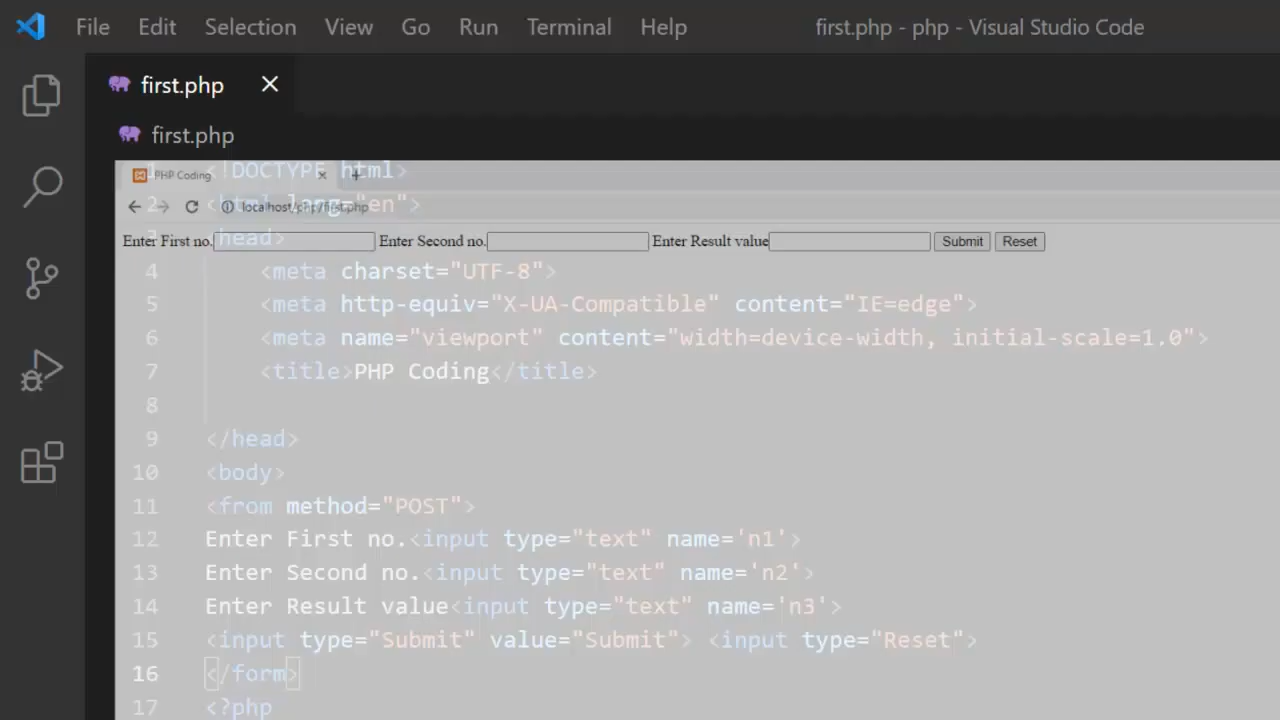 File Edit Selection View Go Run Terminal Help first.php - php - Visual Studio Code
first.php
first.php
PHP Coding
localhost/php/first.php
Enter First no. Enter Second no. Enter Result value Submit Reset
1 <!DOCTYPE html>
2 <html lang="en">
3 <head>
4 <meta charset="UTF-8">
5 <meta http-equiv="X-UA-Compatible" content="IE=edge">
6 <meta name="viewport" content="width=device-width, initial-scale=1.0">
7 <title>PHP Coding</title>
8
9 </head>
10 <body>
11 <from method="POST">
12 Enter First no.<input type="text" name='n1'>
13 Enter Second no.<input type="text" name='n2'>
14 Enter Result value<input type="text" name='n3'>
15 <input type="Submit" value="Submit"> <input type="Reset">
16 </form>
17 <?php